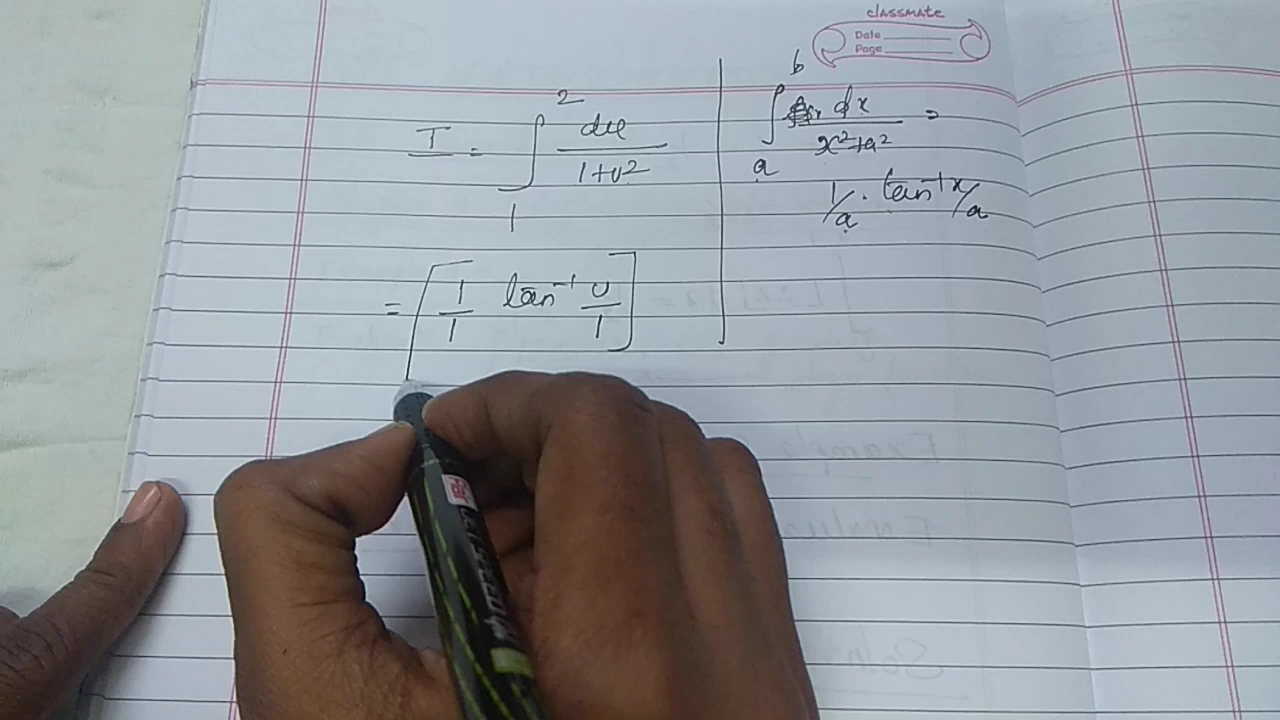 classmate
Date
Page
I = ∫₁² du/1+u²
∫ₐᵇ dx/x²+a² =
1/a . tan⁻¹ x/a
= [1/1 tan⁻¹ u/1]